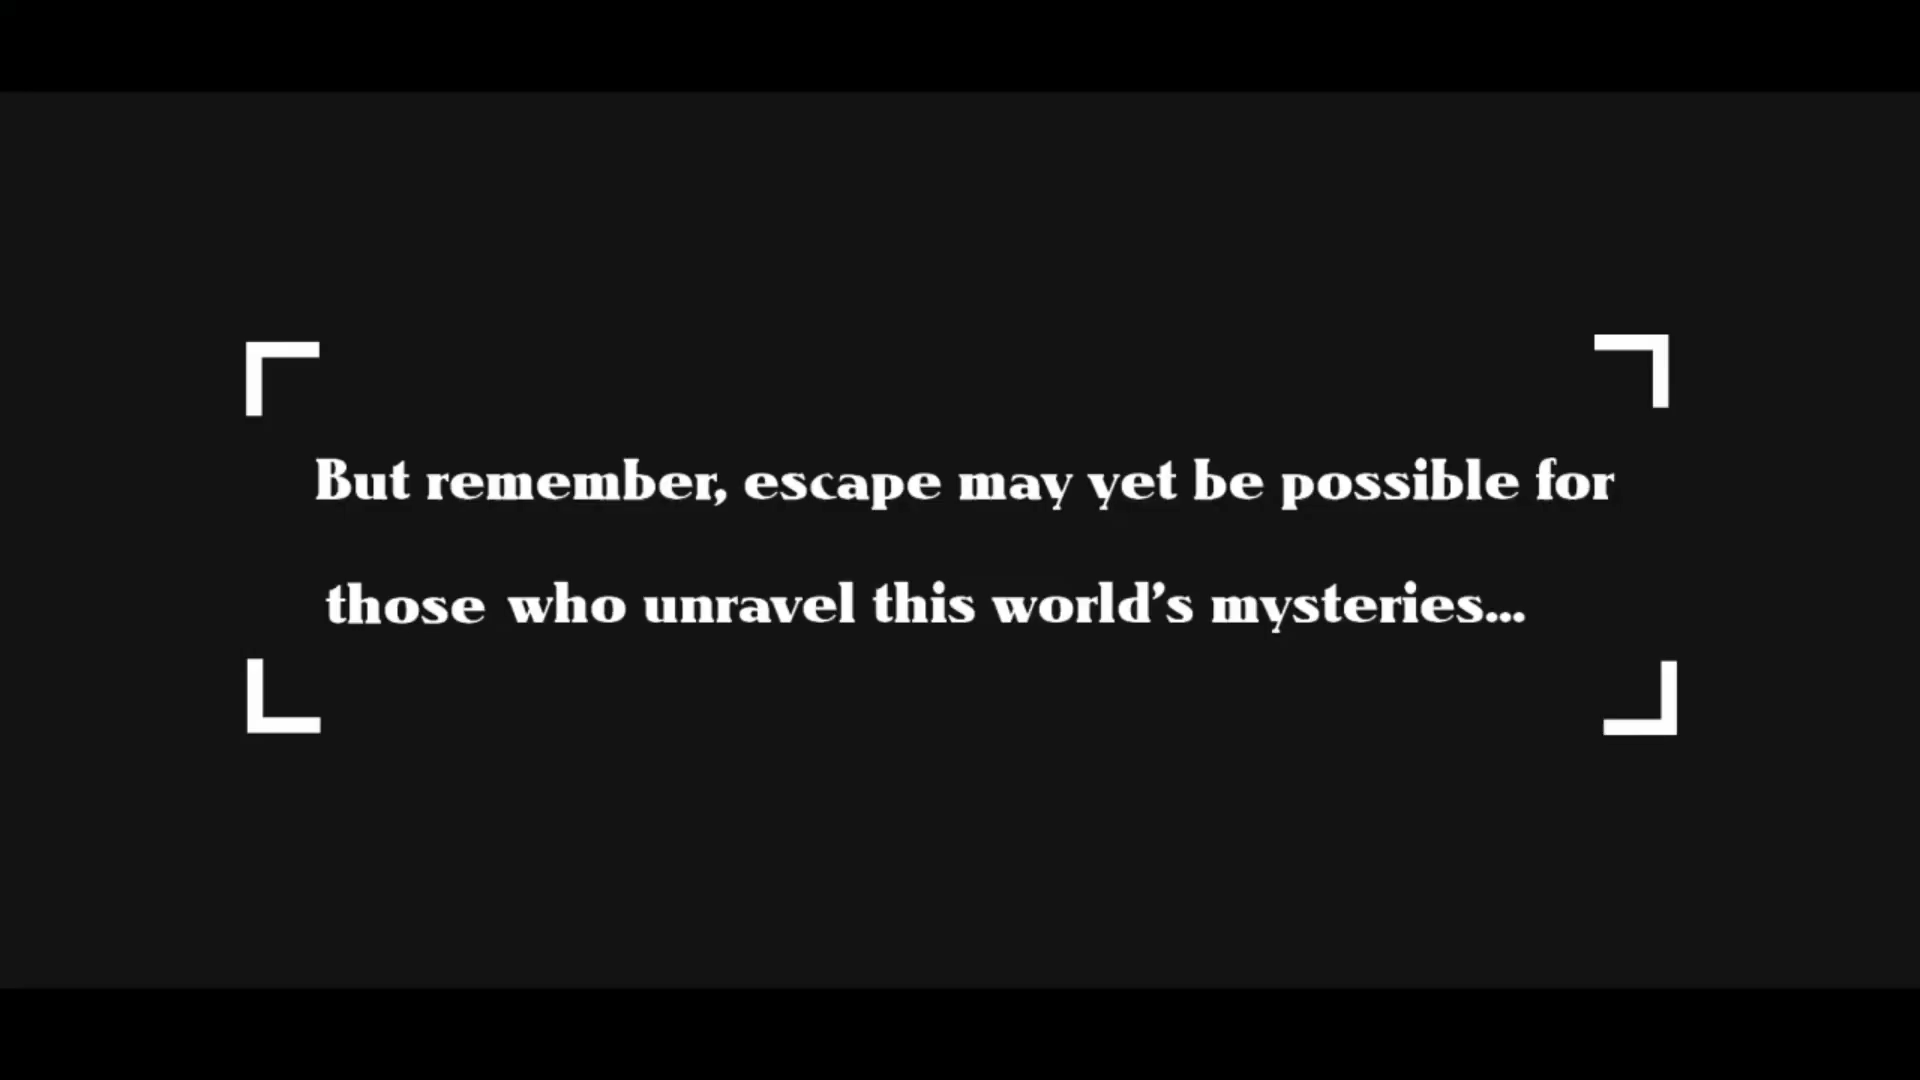 But remember, escape may yet be possible for
those who unravel this world's mysteries...